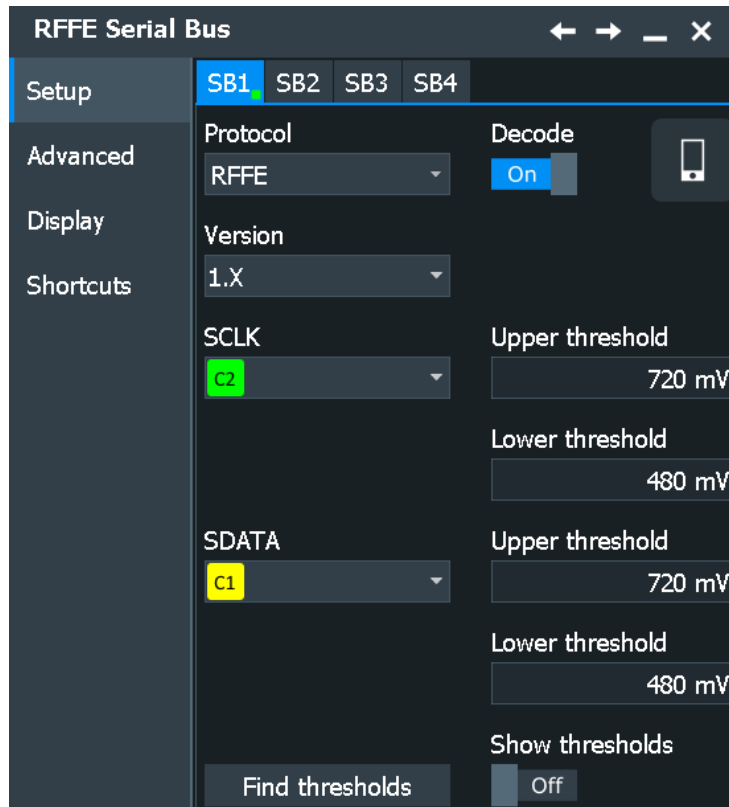 RFFE Serial Bus
Setup
Advanced
Display
Shortcuts
SB1 SB2 SB3 SB4
Protocol
Decode
RFFE
On
Version
1.X
SCLK
Upper threshold
C2
720 mV
Lower threshold
480 mV
SDATA
Upper threshold
C1
720 mV
Lower threshold
480 mV
Show thresholds
Find thresholds
Off